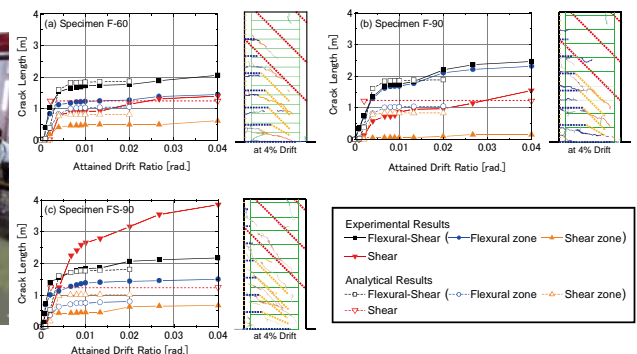 (a) Specimen F-60
Crack Length [m]
4
3
2
1
0
0 0.01 0.02 0.03 0.04
Attained Drift Ratio [rad.]
at 4% Drift
(b) Specimen F-90
Crack Length [m]
4
3
2
1
0
0 0.01 0.02 0.03 0.04
Attained Drift Ratio [rad.]
at 4% Drift
(c) Specimen FS-90
Crack Length [m]
4
3
2
1
0
0 0.01 0.02 0.03 0.04
Attained Drift Ratio [rad.]
at 4% Drift
Experimental Results
Flexural-Shear ( Flexural zone Shear zone)
Shear
Analytical Results
Flexural-Shear ( Flexural zone Shear zone)
Shear